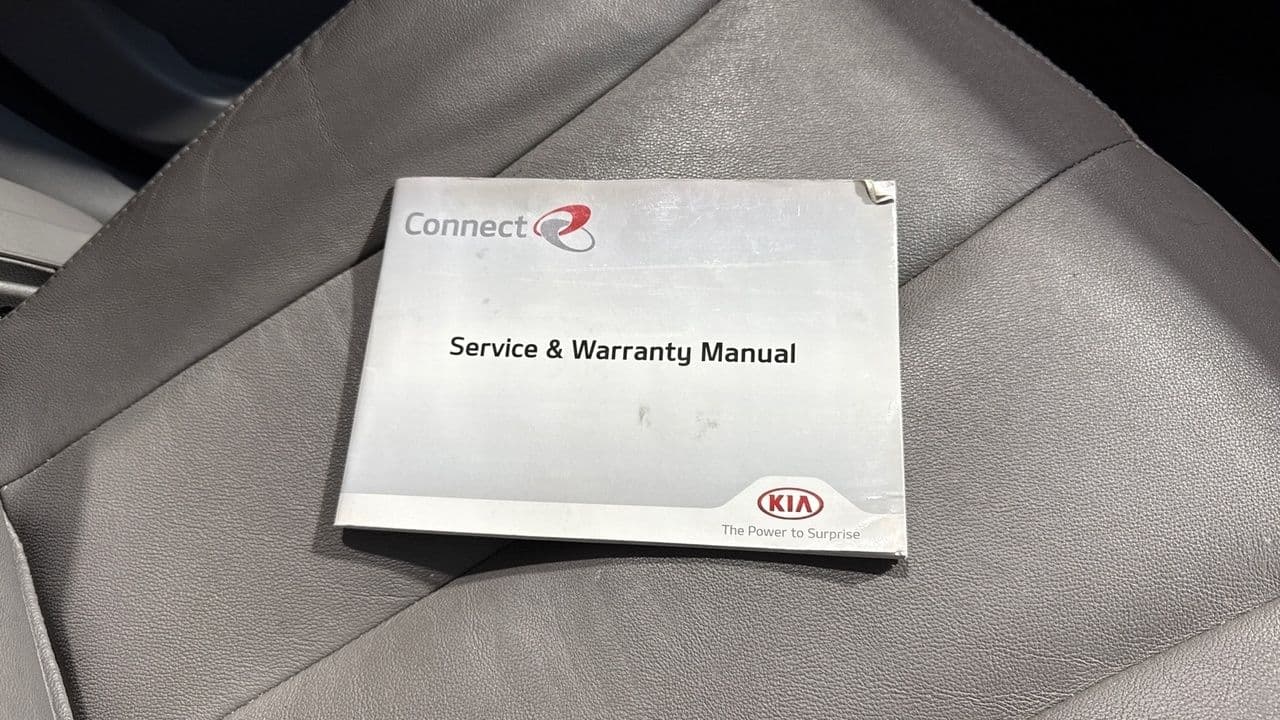 Connect
Service & Warranty Manual
KIA
The Power to Surprise